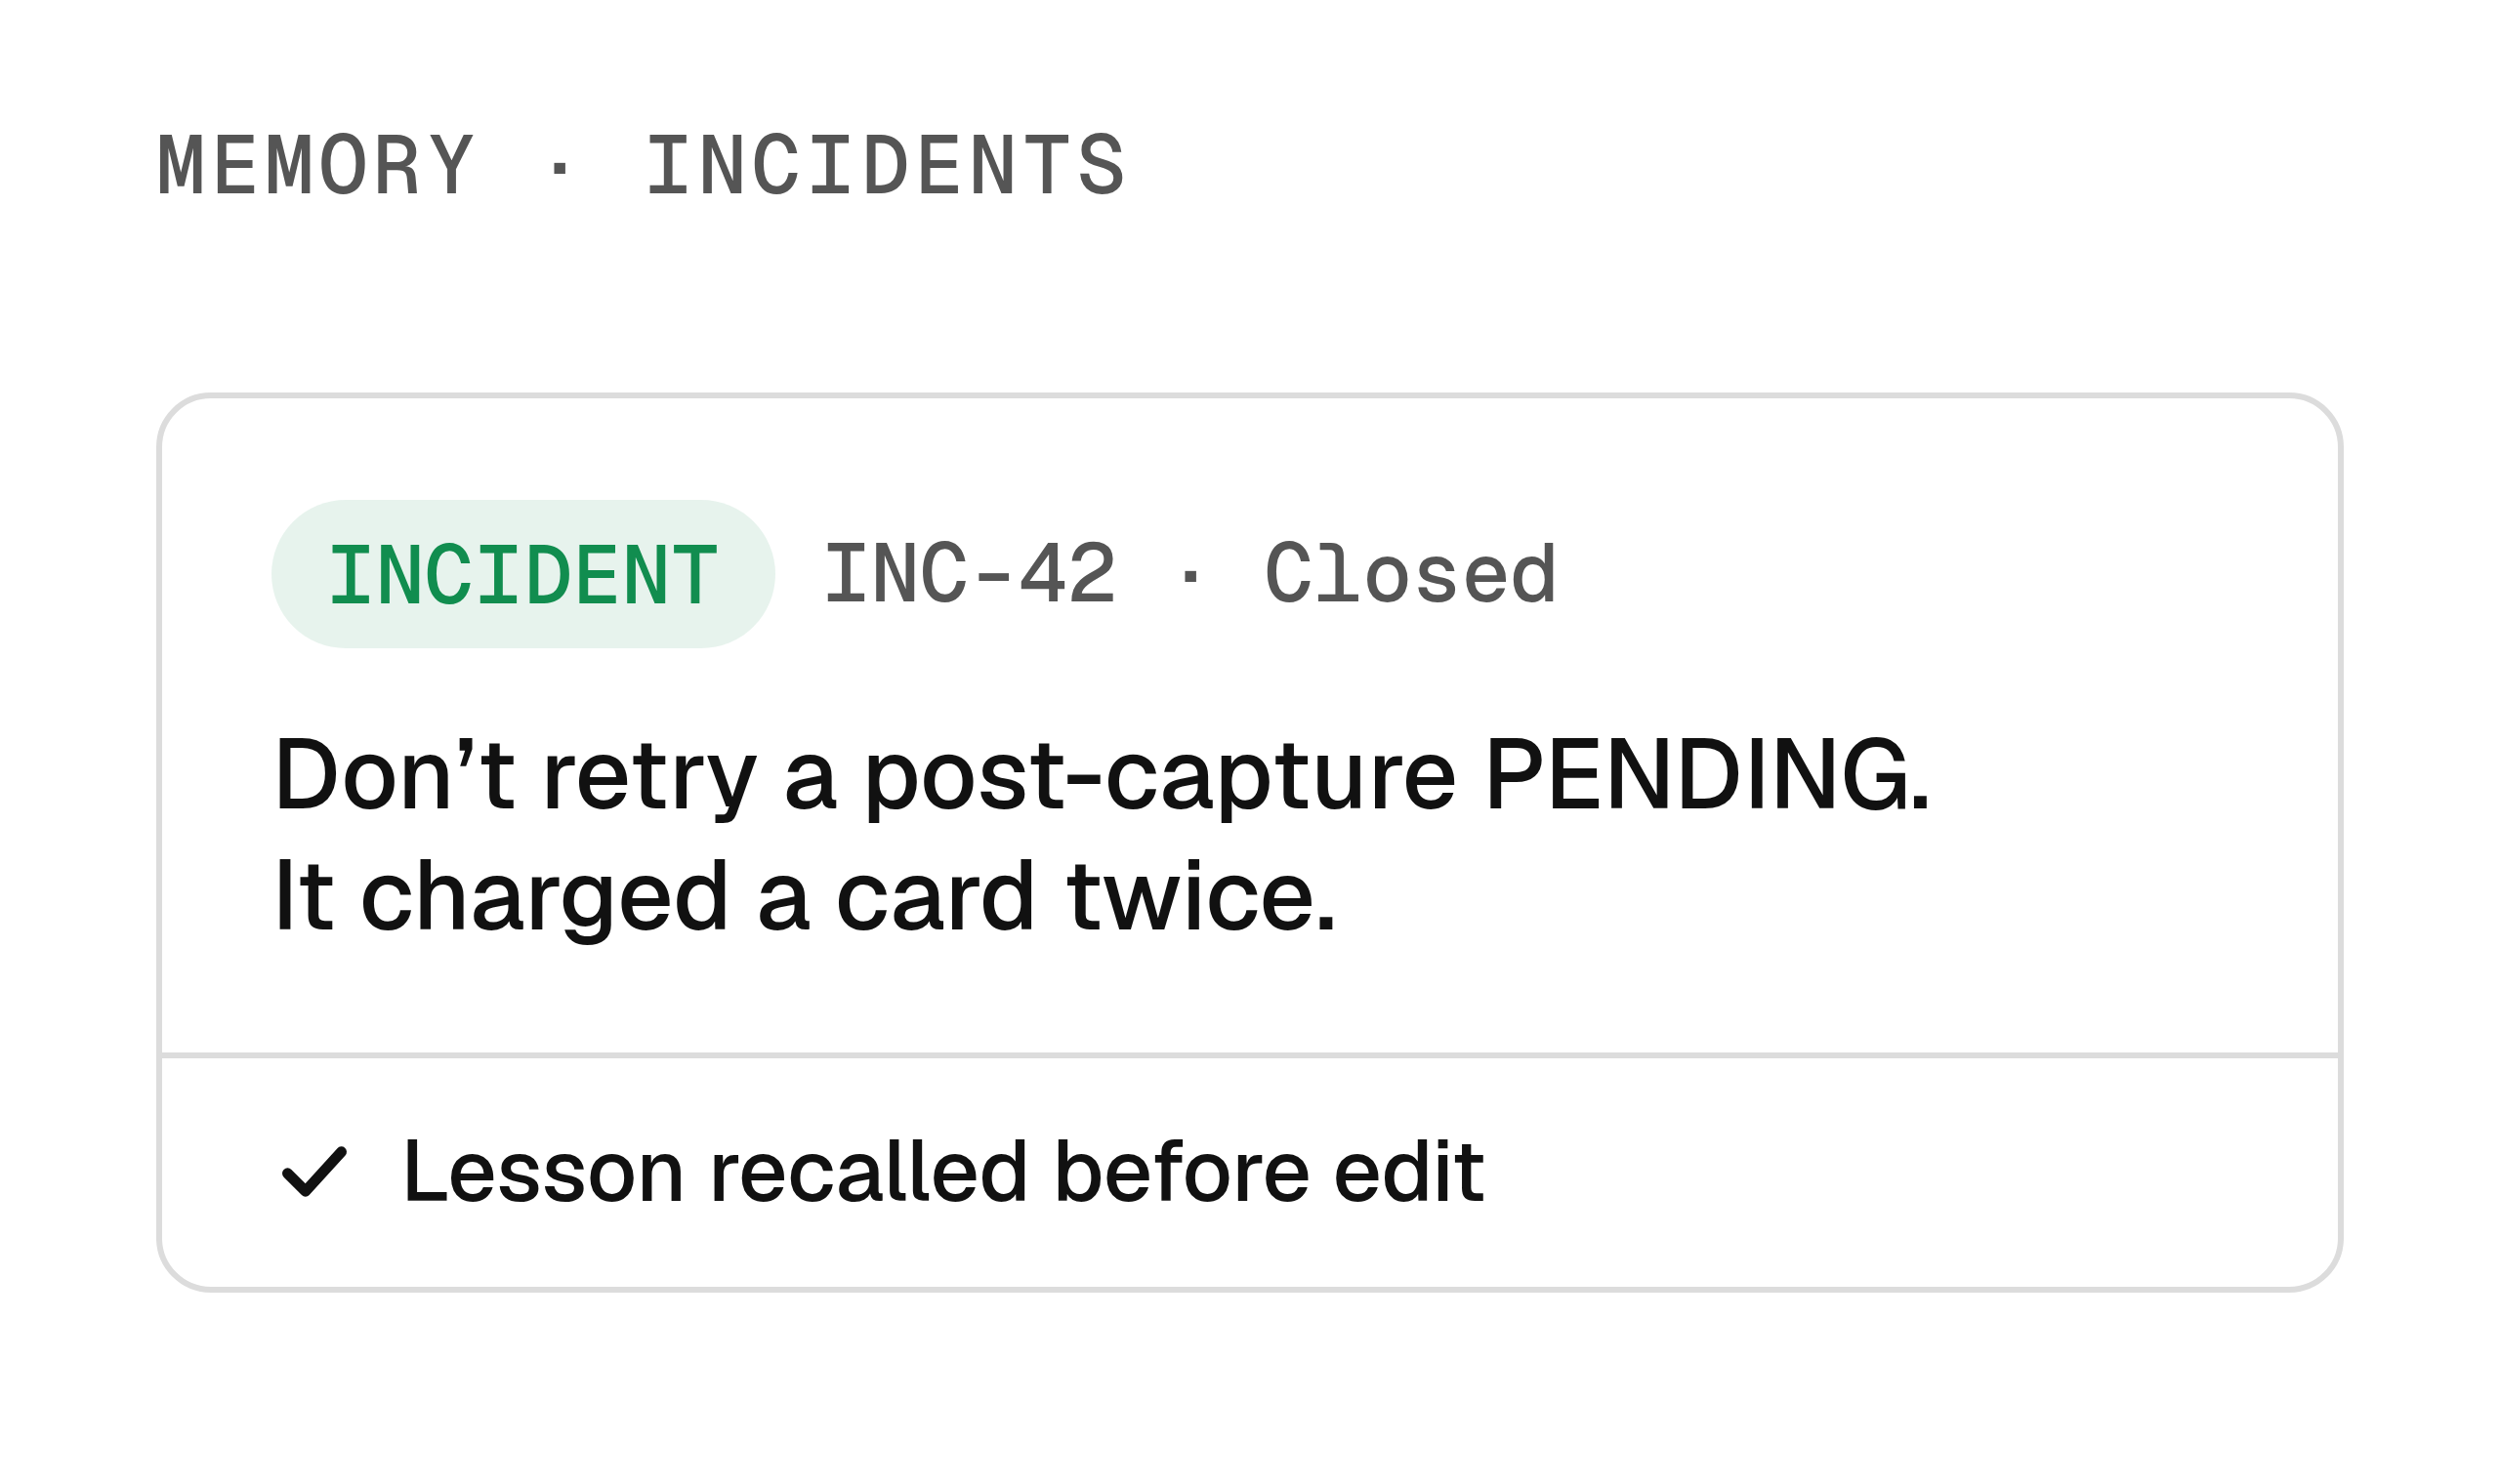 MEMORY · INCIDENTS
INCIDENT INC-42 · Closed
Don’t retry a post-capture PENDING.
It charged a card twice.
Lesson recalled before edit